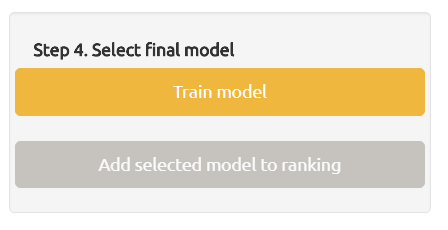 Step 4. Select final model
Train model
Add selected model to ranking